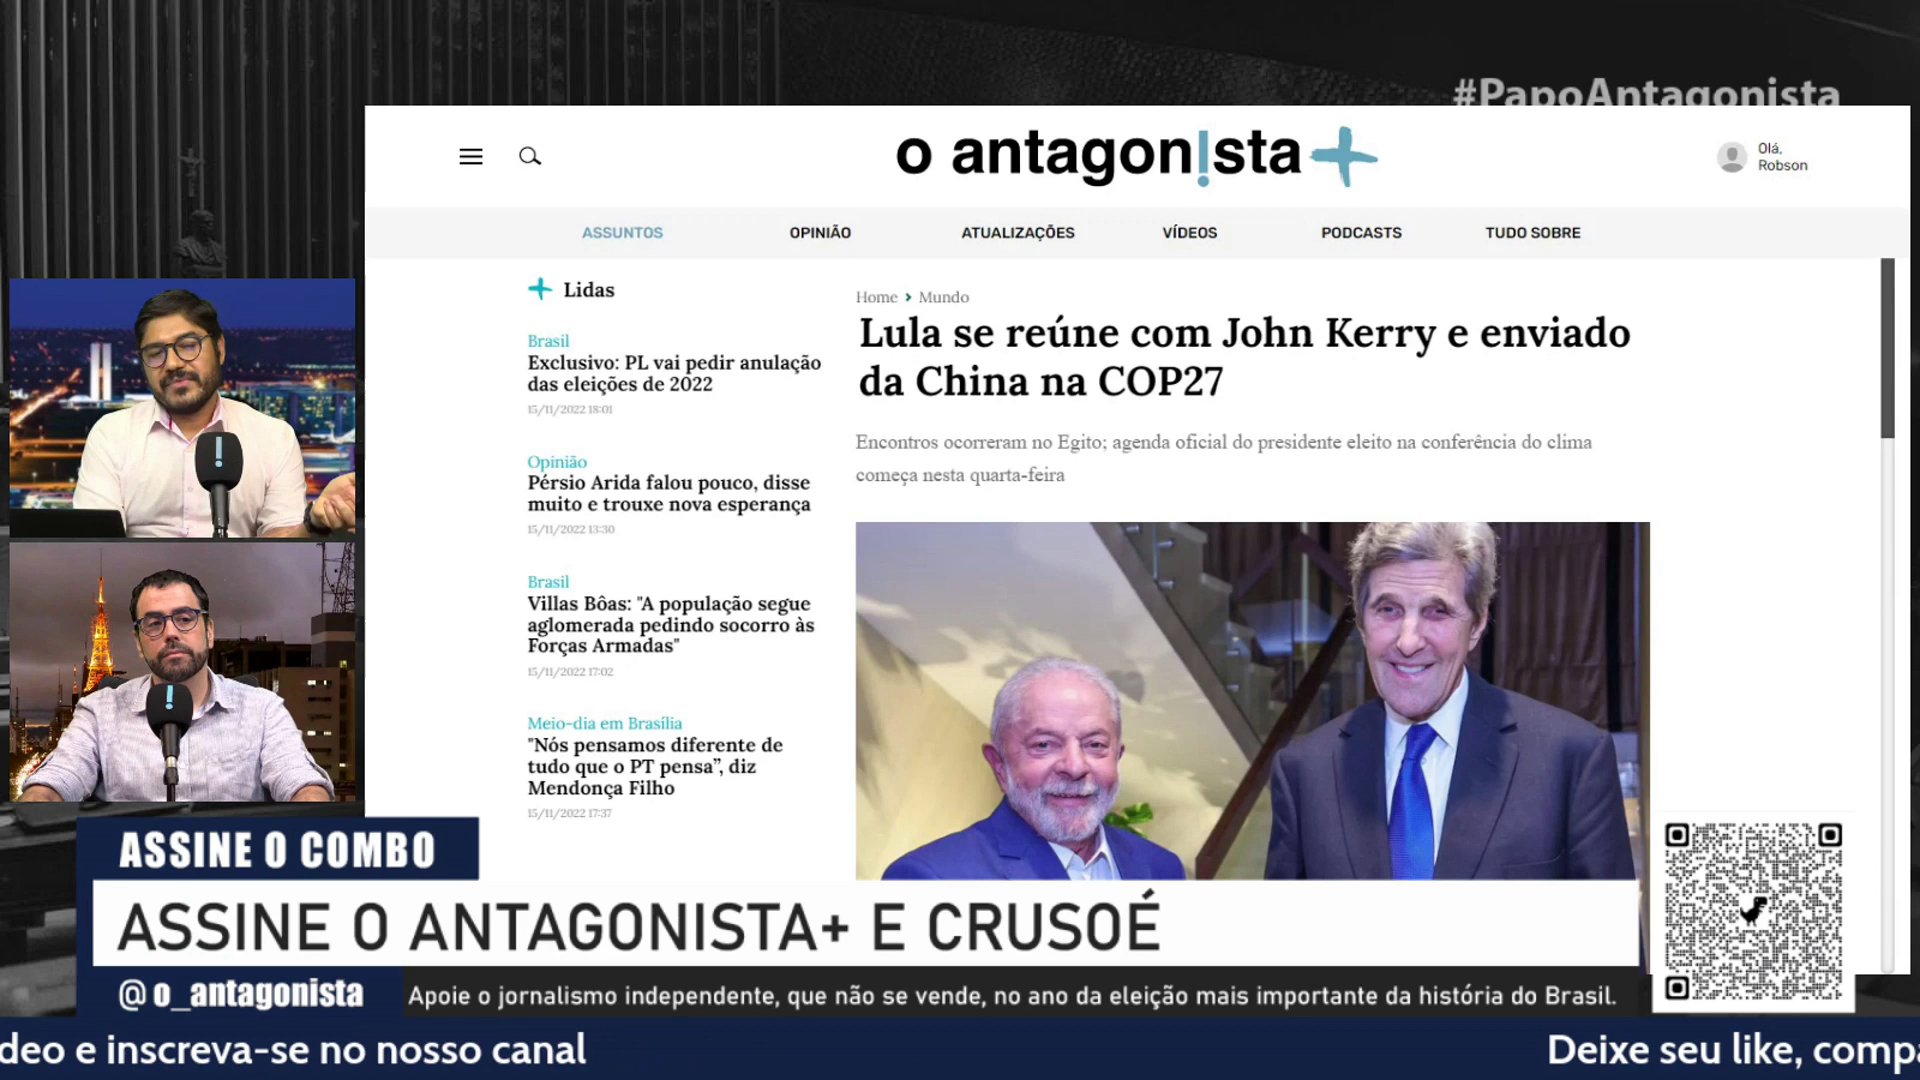 #PapoAntagonista
o antagonista+
Olá,
Robson
ASSUNTOS
OPINIÃO
ATUALIZAÇÕES
VÍDEOS
PODCASTS
TUDO SOBRE
+ Lidas
Brasil
Exclusivo: PL vai pedir anulação
das eleições de 2022
15/11/2022 18:01
Opinião
Pérsio Arida falou pouco, disse
muito e trouxe nova esperança
15/11/2022 13:30
Brasil
Villas Bôas: "A população segue
aglomerada pedindo socorro às
Forças Armadas"
15/11/2022 17:02
Meio-dia em Brasília
"Nós pensamos diferente de
tudo que o PT pensa”, diz
Mendonça Filho
15/11/2022 17:37
Home > Mundo
Lula se reúne com John Kerry e enviado
da China na COP27
Encontros ocorreram no Egito; agenda oficial do presidente eleito na conferência do clima
começa nesta quarta-feira
ASSINE O COMBO
ASSINE O ANTAGONISTA+ E CRUSOÉ
@o_antagonista
Apoie o jornalismo independente, que não se vende, no ano da eleição mais importante da história do Brasil.
deo e inscreva-se no nosso canal
Deixe seu like, compa